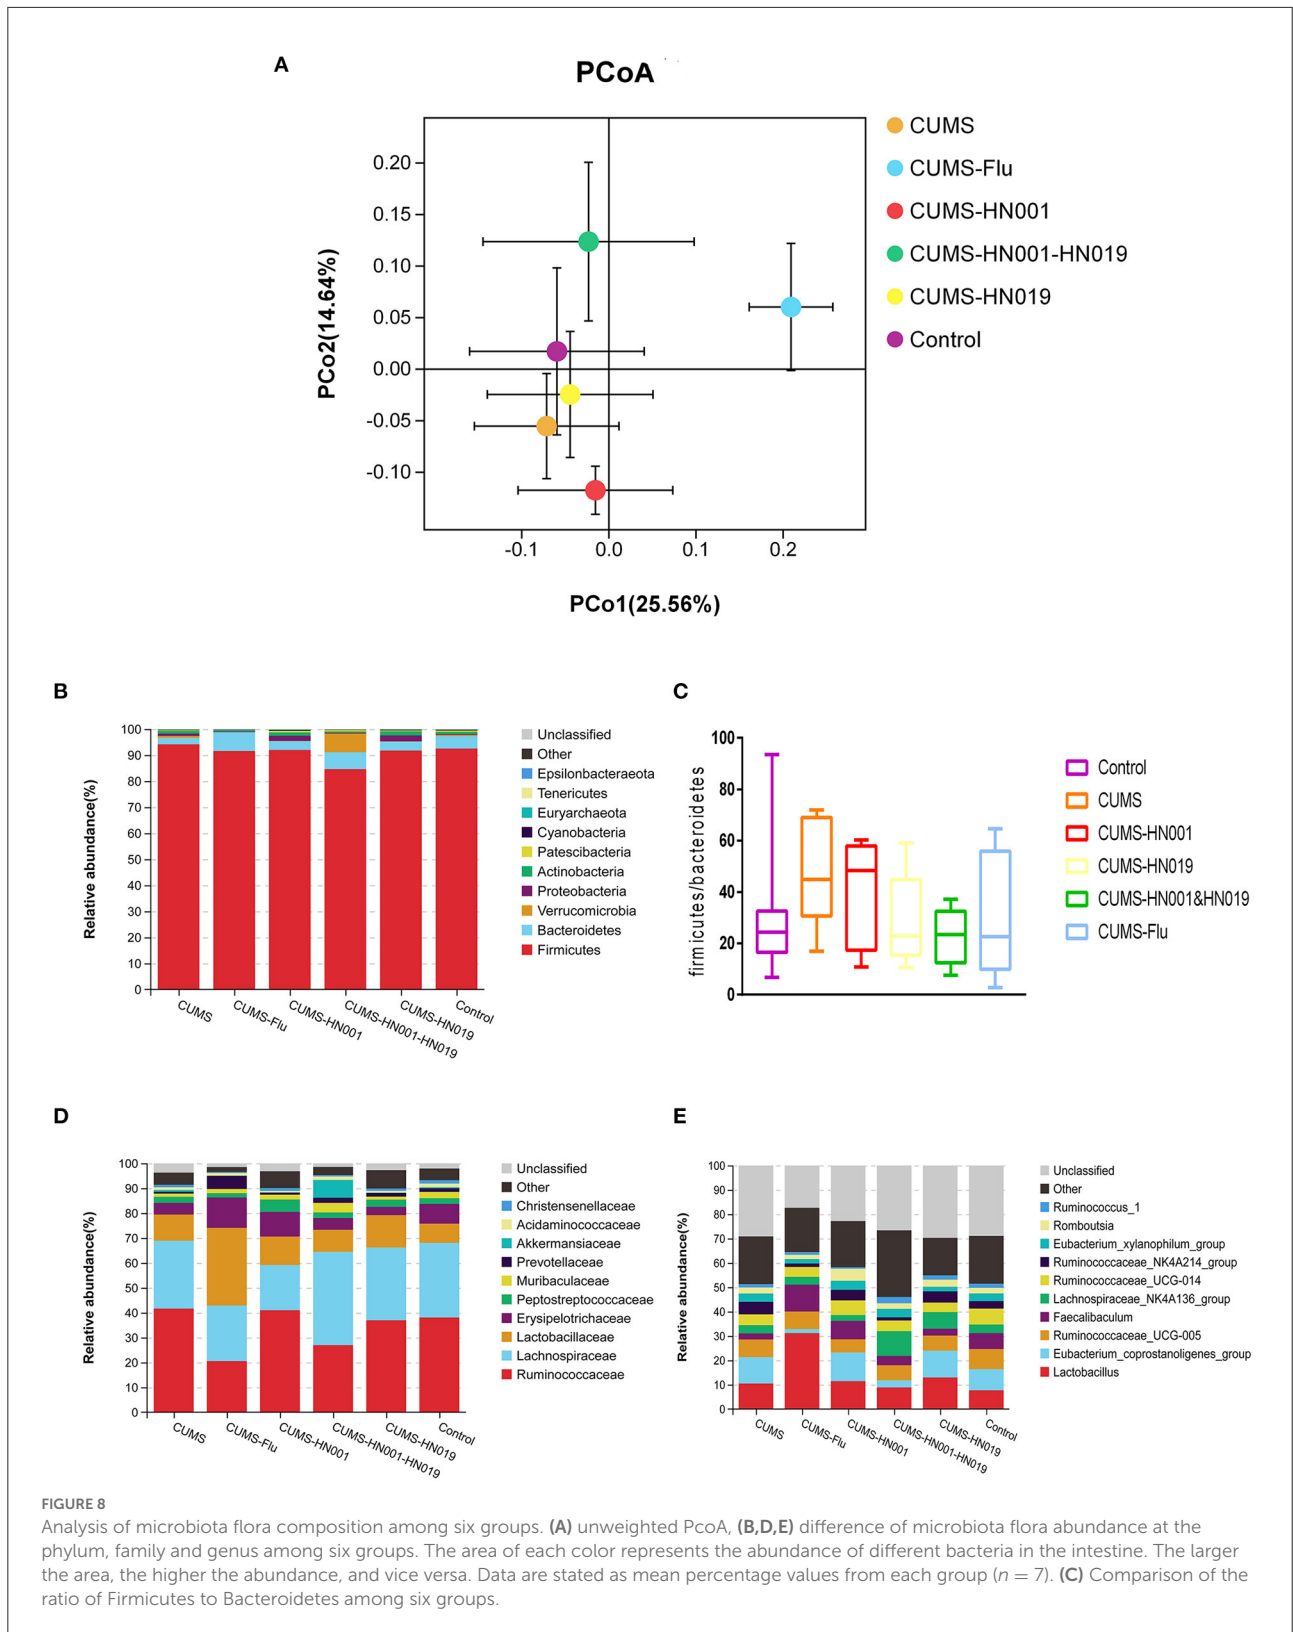 A
PCoA
CUMS
CUMS-Flu
CUMS-HN001
CUMS-HN001-HN019
CUMS-HN019
Control
PCo2(14.64%)
0.20
0.15
0.10
0.05
0.00
-0.05
-0.10
-0.1
0.0
0.1
0.2
PCo1(25.56%)
B
Relative abundance(%)
100
90
80
70
60
50
40
30
20
10
0
CUMS
CUMS-Flu
CUMS-HN001
CUMS-HN001-HN019
CUMS-HN019
Control
Unclassified
Other
Epsilonbacteraeota
Tenericutes
Euryarchaeota
Cyanobacteria
Patescibacteria
Actinobacteria
Proteobacteria
Verrucomicrobia
Bacteroidetes
Firmicutes
C
firmicutes/bacteroidetes
100
80
60
40
20
0
Control
CUMS
CUMS-HN001
CUMS-HN019
CUMS-HN001&HN019
CUMS-Flu
D
Relative abundance(%)
100
90
80
70
60
50
40
30
20
10
0
CUMS
CUMS-Flu
CUMS-HN001
CUMS-HN001-HN019
CUMS-HN019
Control
Unclassified
Other
Christensenellaceae
Acidaminococcaceae
Akkermansiaceae
Prevotellaceae
Muribaculaceae
Peptostreptococcaceae
Erysipelotrichaceae
Lactobacillaceae
Lachnospiraceae
Ruminococcaceae
E
Relative abundance(%)
100
90
80
70
60
50
40
30
20
10
0
CUMS
CUMS-Flu
CUMS-HN001
CUMS-HN001-HN019
CUMS-HN019
Control
Unclassified
Other
Ruminococcus_1
Romboutsia
Eubacterium_xylanophilum_group
Ruminococcaceae_NK4A214_group
Ruminococcaceae_UCG-014
Lachnospiraceae_NK4A136_group
Faecalibaculum
Ruminococcaceae_UCG-005
Eubacterium_coprostanoligenes_group
Lactobacillus
FIGURE 8
Analysis of microbiota flora composition among six groups. (A) unweighted PcoA, (B,D,E) difference of microbiota flora abundance at the
phylum, family and genus among six groups. The area of each color represents the abundance of different bacteria in the intestine. The larger
the area, the higher the abundance, and vice versa. Data are stated as mean percentage values from each group (n = 7). (C) Comparison of the
ratio of Firmicutes to Bacteroidetes among six groups.